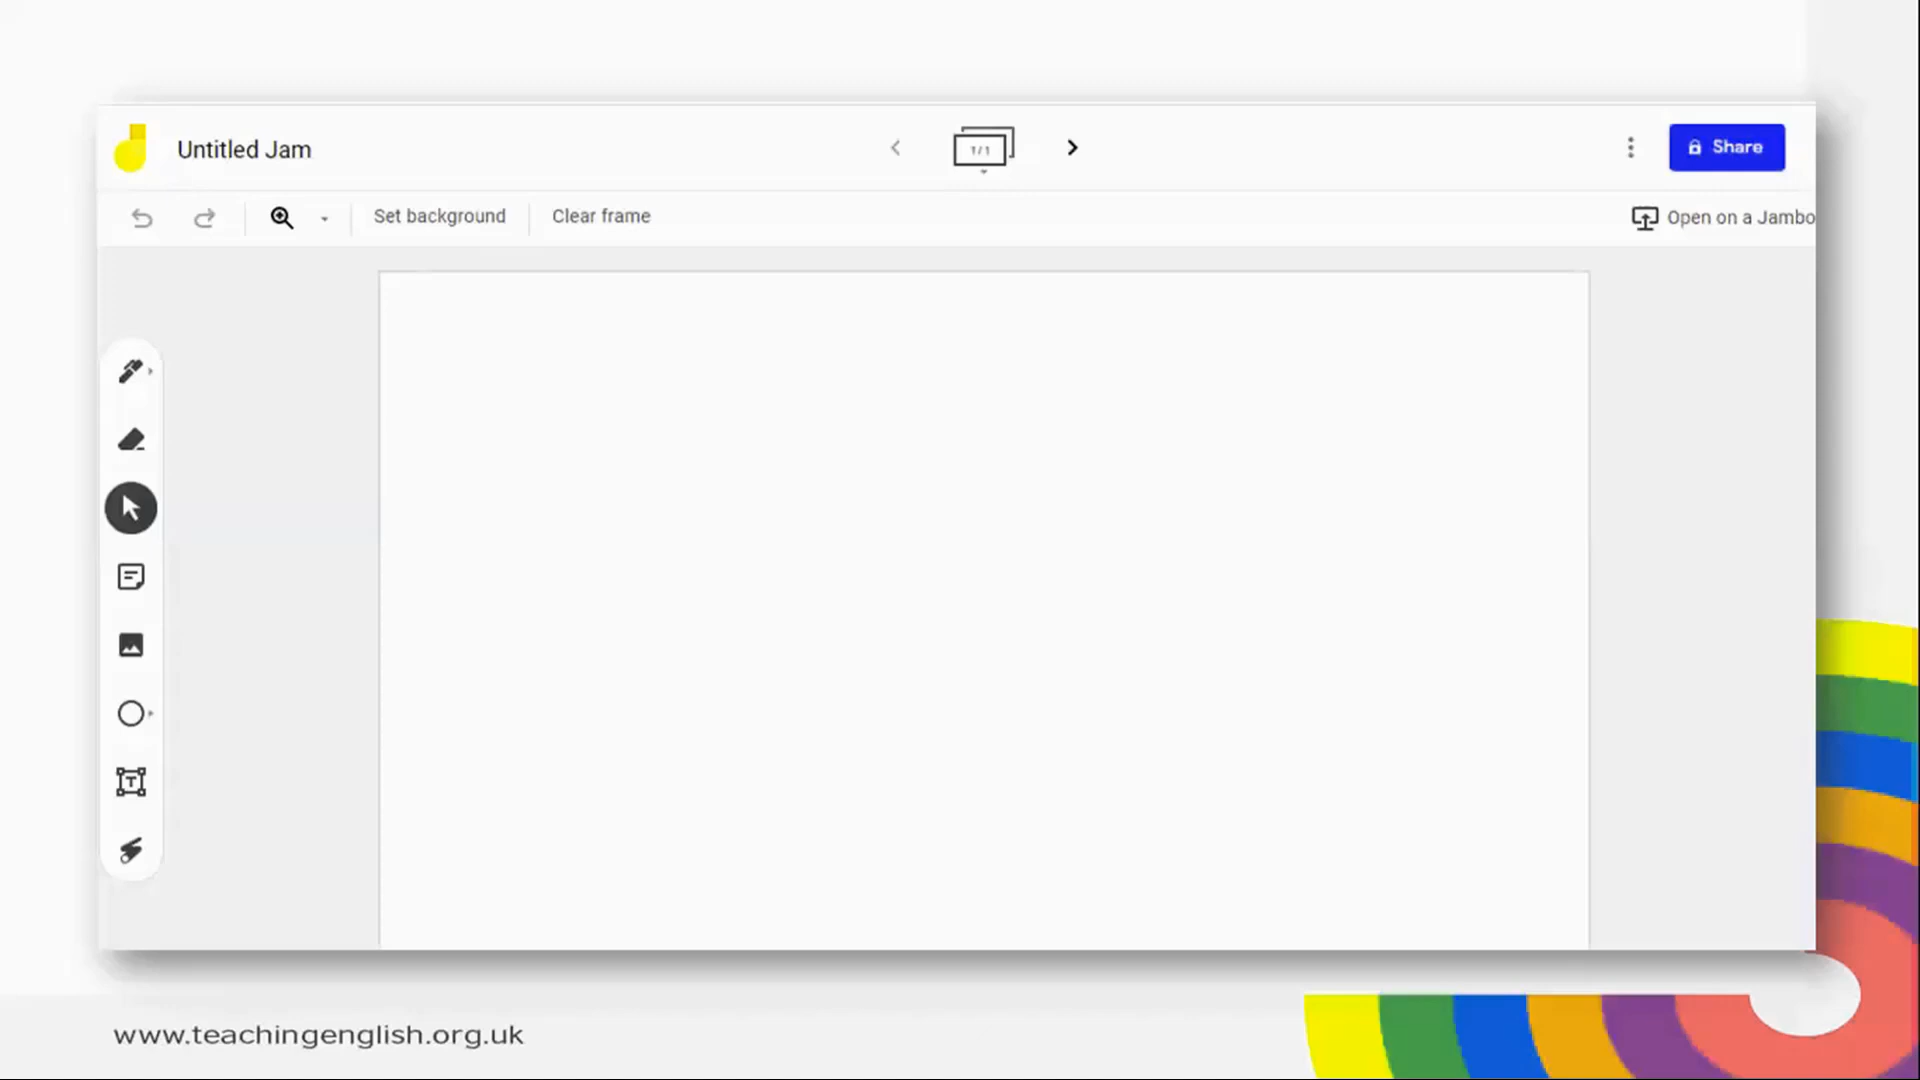 Untitled Jam
1/1
Share
Set background
Clear frame
Open on a Jambo
www.teachingenglish.org.uk